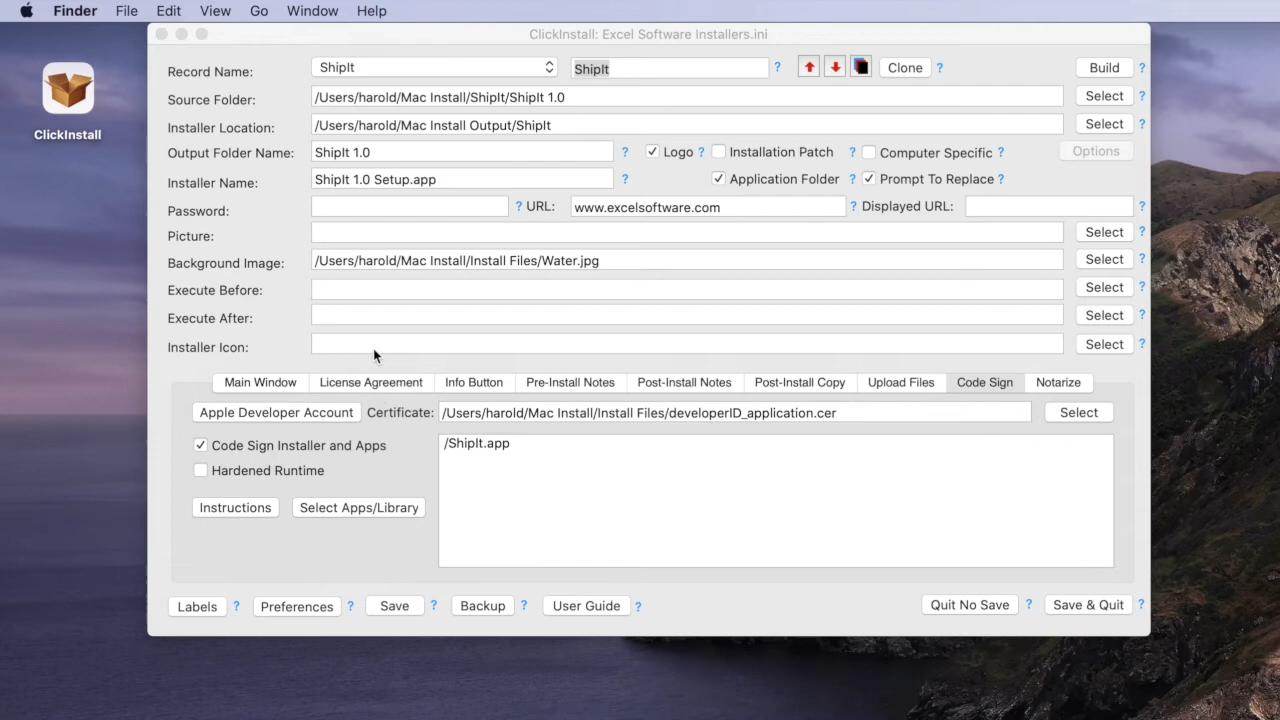 Finder File Edit View Go Window Help
ClickInstall: Excel Software Installers.ini
ClickInstall
Record Name: ShipIt ShipIt ? Clone ? Build ?
Source Folder: /Users/harold/Mac Install/ShipIt/ShipIt 1.0 Select ?
Installer Location: /Users/harold/Mac Install Output/ShipIt Select ?
Output Folder Name: ShipIt 1.0 ? Logo ? Installation Patch ? Computer Specific ? Options
Installer Name: ShipIt 1.0 Setup.app ? Application Folder ? Prompt To Replace ?
Password: ? URL: www.excelsoftware.com ? Displayed URL: ?
Picture: Select ?
Background Image: /Users/harold/Mac Install/Install Files/Water.jpg Select ?
Execute Before: Select ?
Execute After: Select ?
Installer Icon: Select ?
Main Window License Agreement Info Button Pre-Install Notes Post-Install Notes Post-Install Copy Upload Files Code Sign Notarize
Apple Developer Account Certificate: /Users/harold/Mac Install/Install Files/developerID_application.cer Select
Code Sign Installer and Apps /ShipIt.app
Hardened Runtime
Instructions Select Apps/Library
Labels ? Preferences ? Save ? Backup ? User Guide ? Quit No Save ? Save & Quit ?